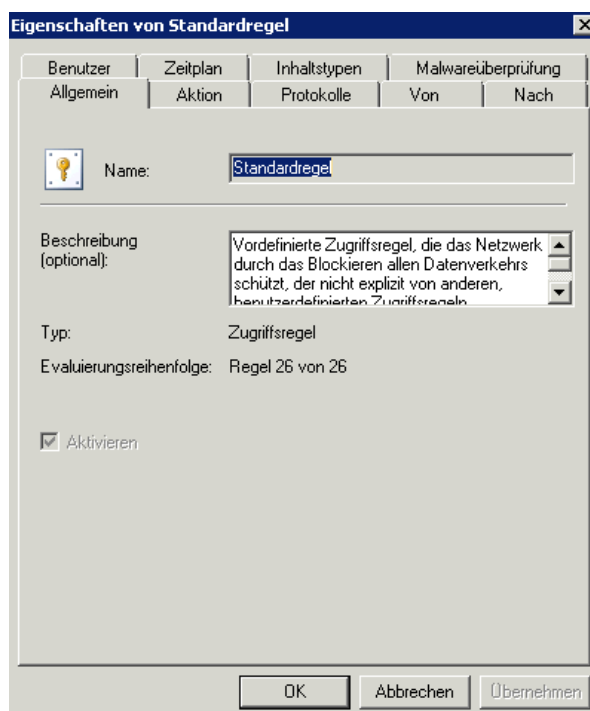 Eigenschaften von Standardregel
Benutzer Zeitplan Inhaltstypen Malwareüberprüfung
Allgemein Aktion Protokolle Von Nach
Name: Standardregel
Beschreibung
(optional):
Vordefinierte Zugriffsregel, die das Netzwerk
durch das Blockieren allen Datenverkehrs
schützt, der nicht explizit von anderen,
benutzerdefinierten Zugriffsregeln
Typ: Zugriffsregel
Evaluierungsreihenfolge: Regel 26 von 26
Aktivieren
OK Abbrechen Übernehmen